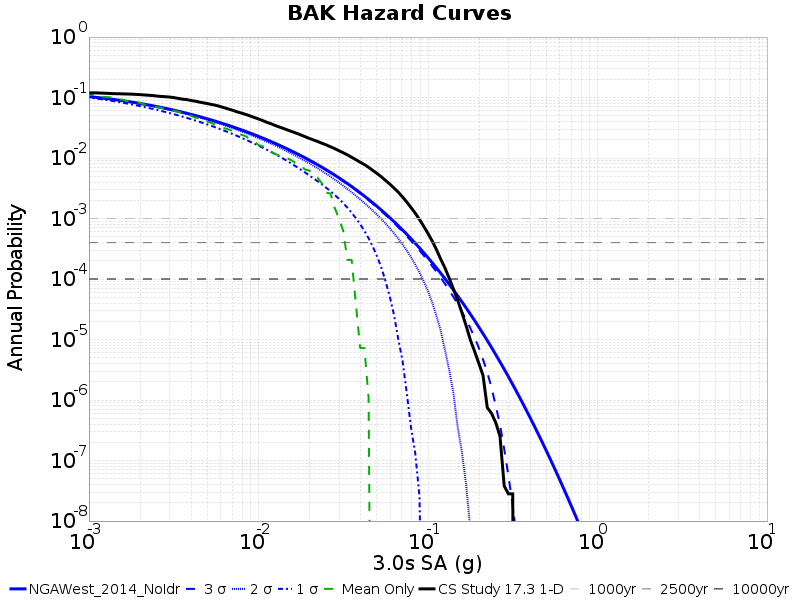 BAK Hazard Curves
10^0
10^-1
10^-2
10^-3
10^-4
10^-5
10^-6
10^-7
10^-8
Annual Probability
10^-3 10^-2 10^-1 10^0 10^1
3.0s SA (g)
NGAWest_2014_NoIdr 3 σ 2 σ 1 σ Mean Only CS Study 17.3 1-D 1000yr 2500yr 10000yr